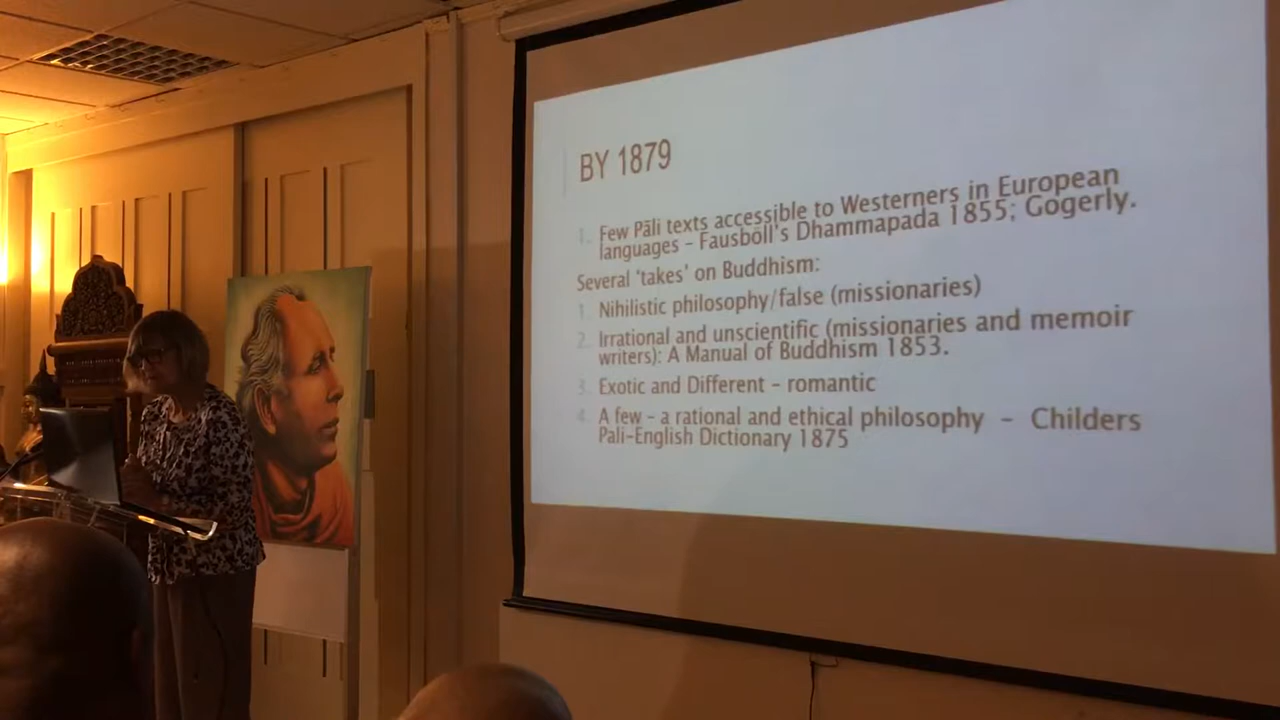 BY 1879
1. Few Pāli texts accessible to Westerners in European
languages – Fausböll's Dhammapada 1855; Gogerly.
Several 'takes' on Buddhism:
1. Nihilistic philosophy/false (missionaries)
2. Irrational and unscientific (missionaries and memoir
writers): A Manual of Buddhism 1853.
3. Exotic and Different – romantic
4. A few – a rational and ethical philosophy – Childers
Pali-English Dictionary 1875